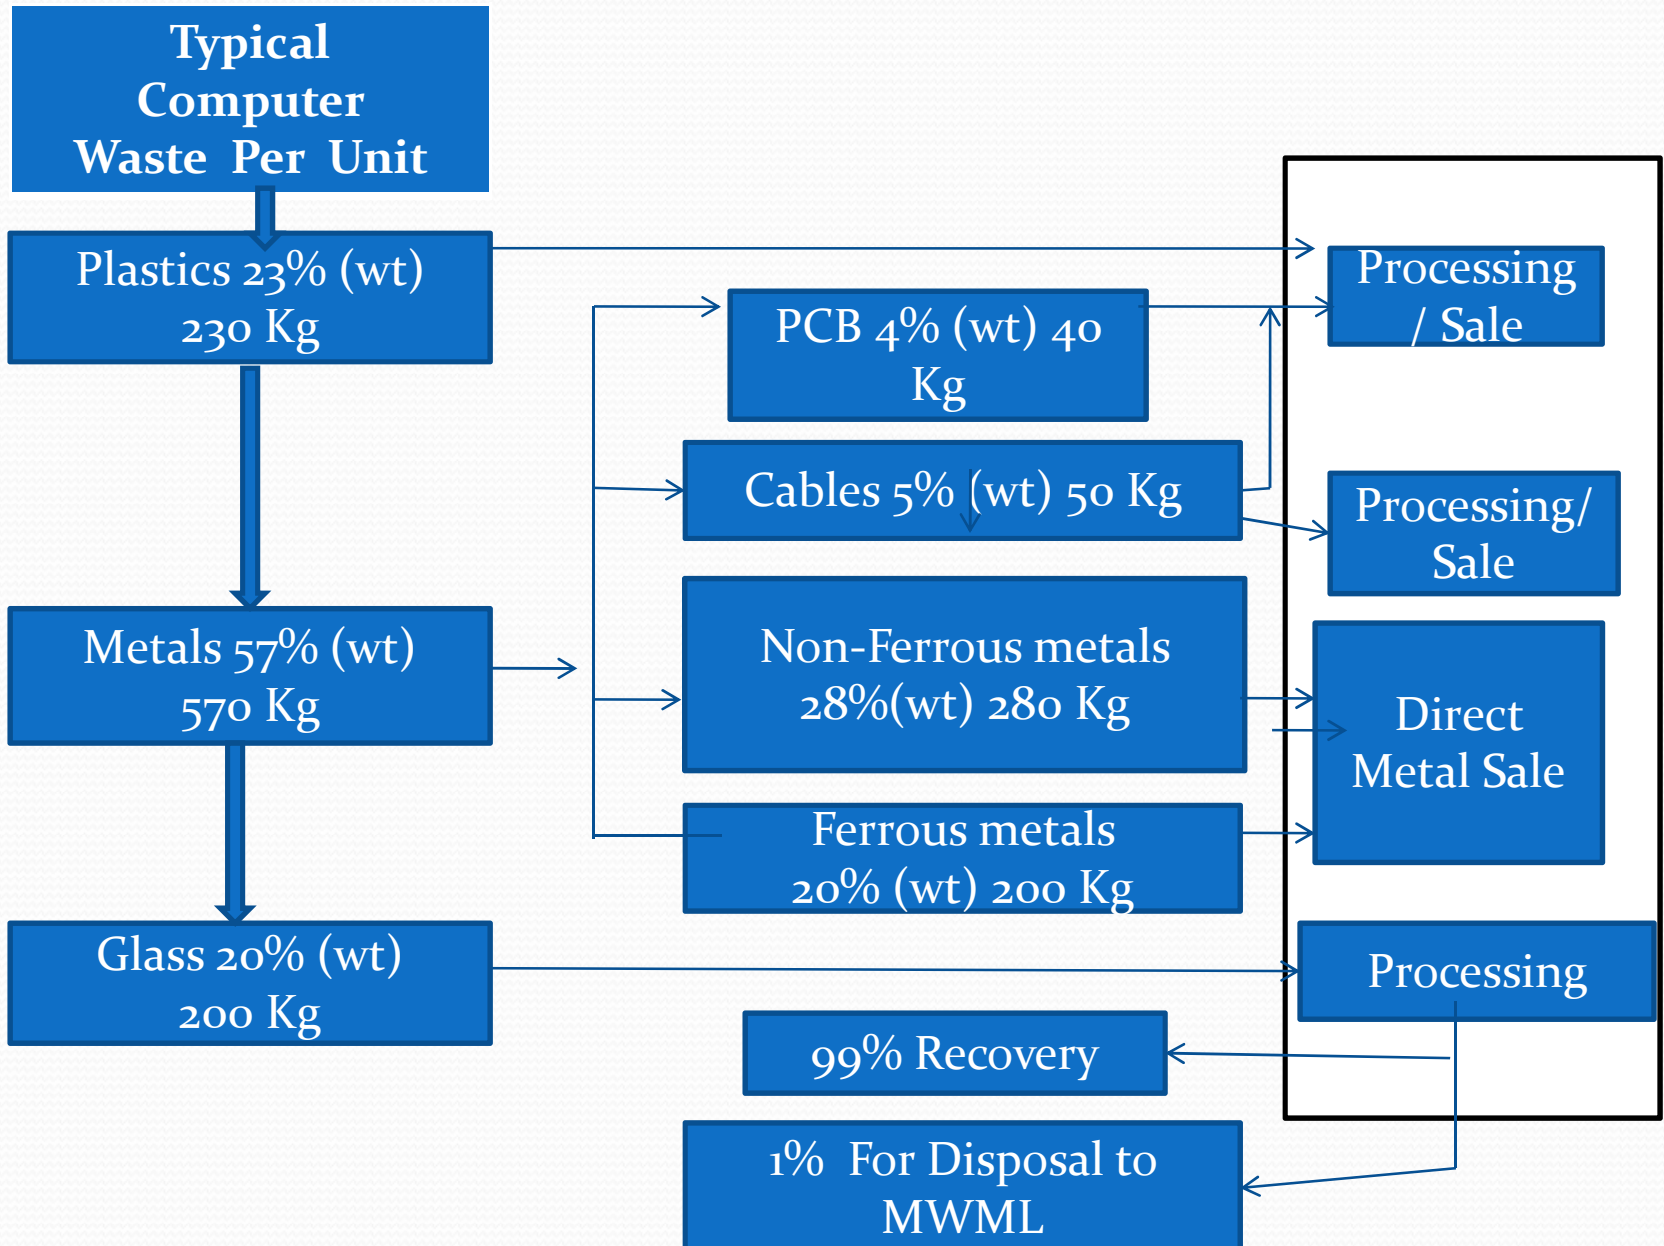 Typical
Computer
Waste Per Unit
Plastics 23% (wt)
230 Kg
Processing
/ Sale
PCB 4% (wt) 40
Kg
Cables 5% (wt) 50 Kg
Processing/
Sale
Metals 57% (wt)
570 Kg
Non-Ferrous metals
28%(wt) 280 Kg
Direct
Metal Sale
Ferrous metals
20% (wt) 200 Kg
Glass 20% (wt)
200 Kg
Processing
99% Recovery
1% For Disposal to
MWML